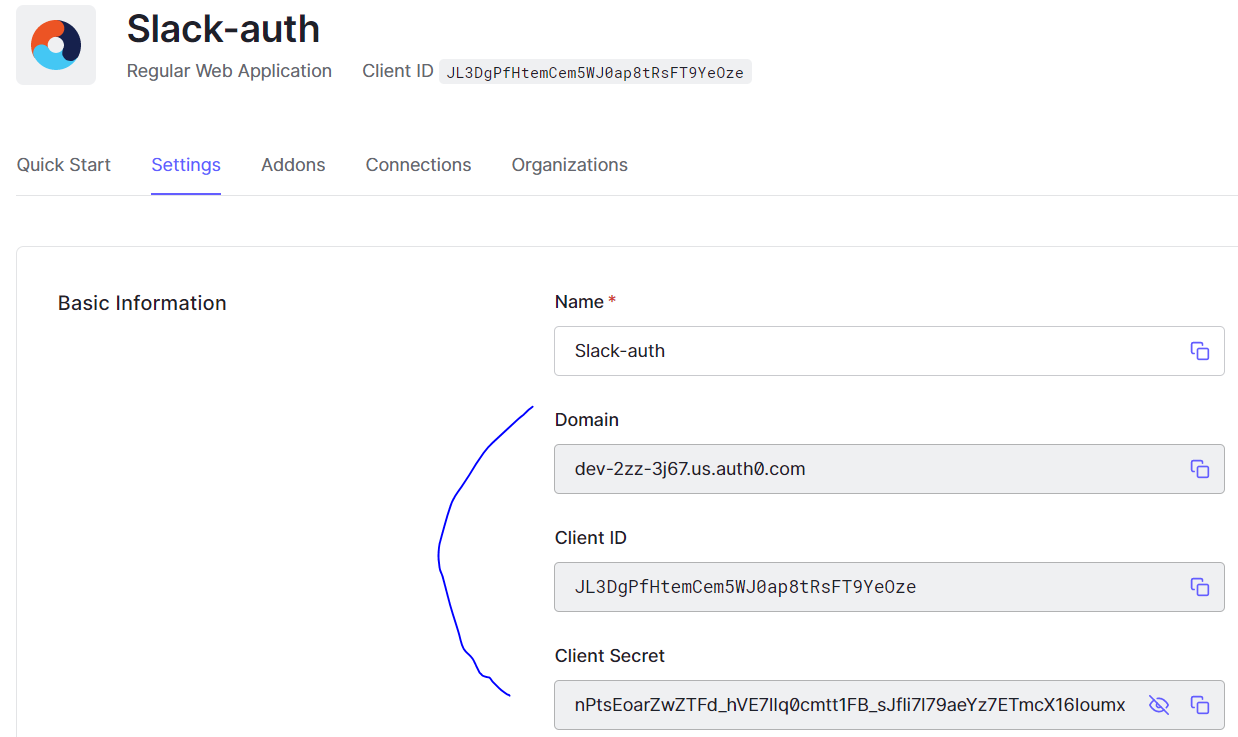 Slack-auth
Regular Web Application Client ID JL3DgPfHtemCem5WJ0ap8tRsFT9YeOze
Quick Start Settings Addons Connections Organizations
Basic Information
Name *
Slack-auth
Domain
dev-2zz-3j67.us.auth0.com
Client ID
JL3DgPfHtemCem5WJ0ap8tRsFT9YeOze
Client Secret
nPtsEoarZwZTFd_hVE7llq0cmtt1FB_sJfli7l79aeYz7ETmcX16loumx